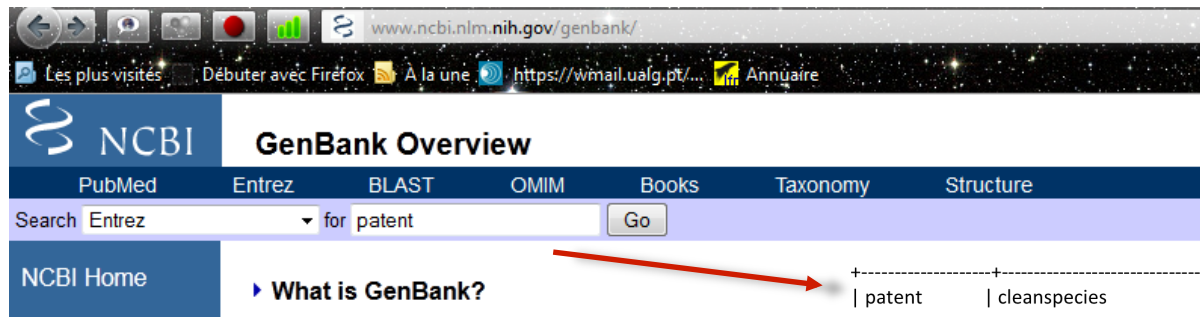 www.ncbi.nlm.nih.gov/genbank/
Les plus visités Débuter avec Firefox À la une https://wmail.ualg.pt/... fr Annuaire
NCBI GenBank Overview
PubMed Entrez BLAST OMIM Books Taxonomy Structure
Search Entrez for patent Go
NCBI Home
What is GenBank?
+--------------------+-------------------------------
| patent | cleanspecies